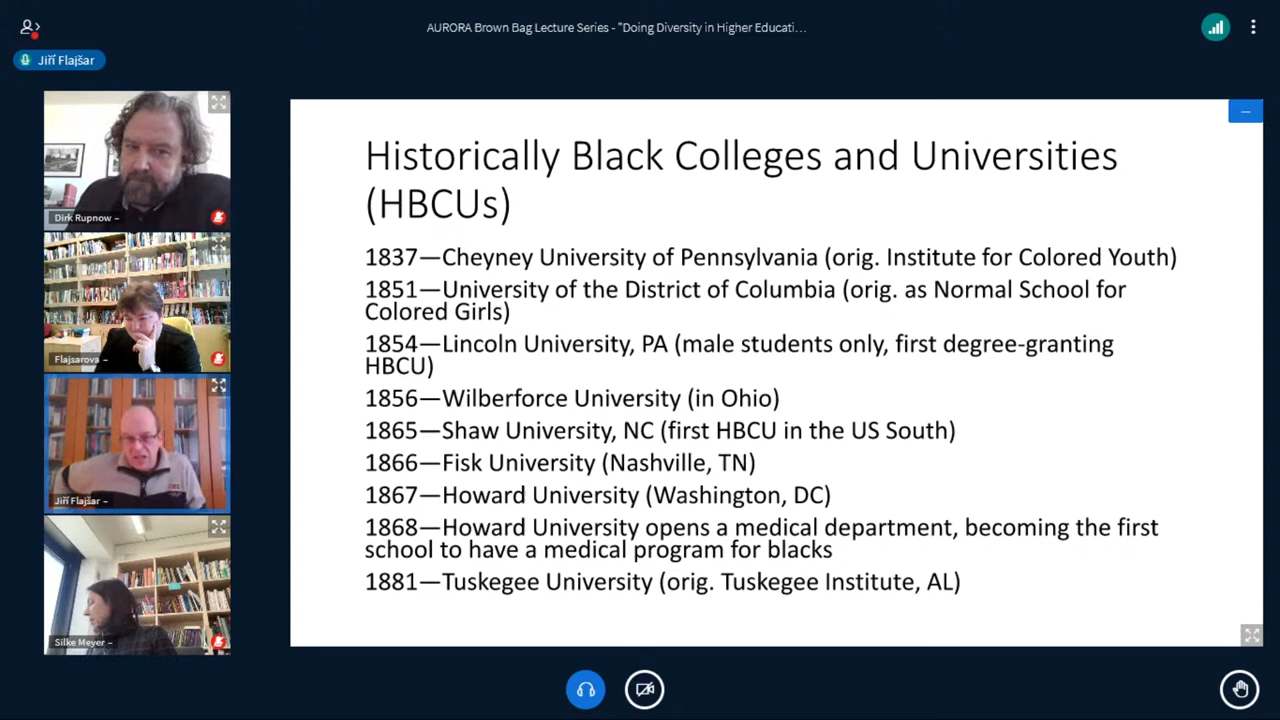 AURORA Brown Bag Lecture Series - "Doing Diversity in Higher Educati...
Jiří Flajšar
Dirk Rupnow –
Flajsarova –
Jiří Flajšar –
Silke Meyer –
Historically Black Colleges and Universities
(HBCUs)
1837—Cheyney University of Pennsylvania (orig. Institute for Colored Youth)
1851—University of the District of Columbia (orig. as Normal School for
Colored Girls)
1854—Lincoln University, PA (male students only, first degree-granting
HBCU)
1856—Wilberforce University (in Ohio)
1865—Shaw University, NC (first HBCU in the US South)
1866—Fisk University (Nashville, TN)
1867—Howard University (Washington, DC)
1868—Howard University opens a medical department, becoming the first
school to have a medical program for blacks
1881—Tuskegee University (orig. Tuskegee Institute, AL)